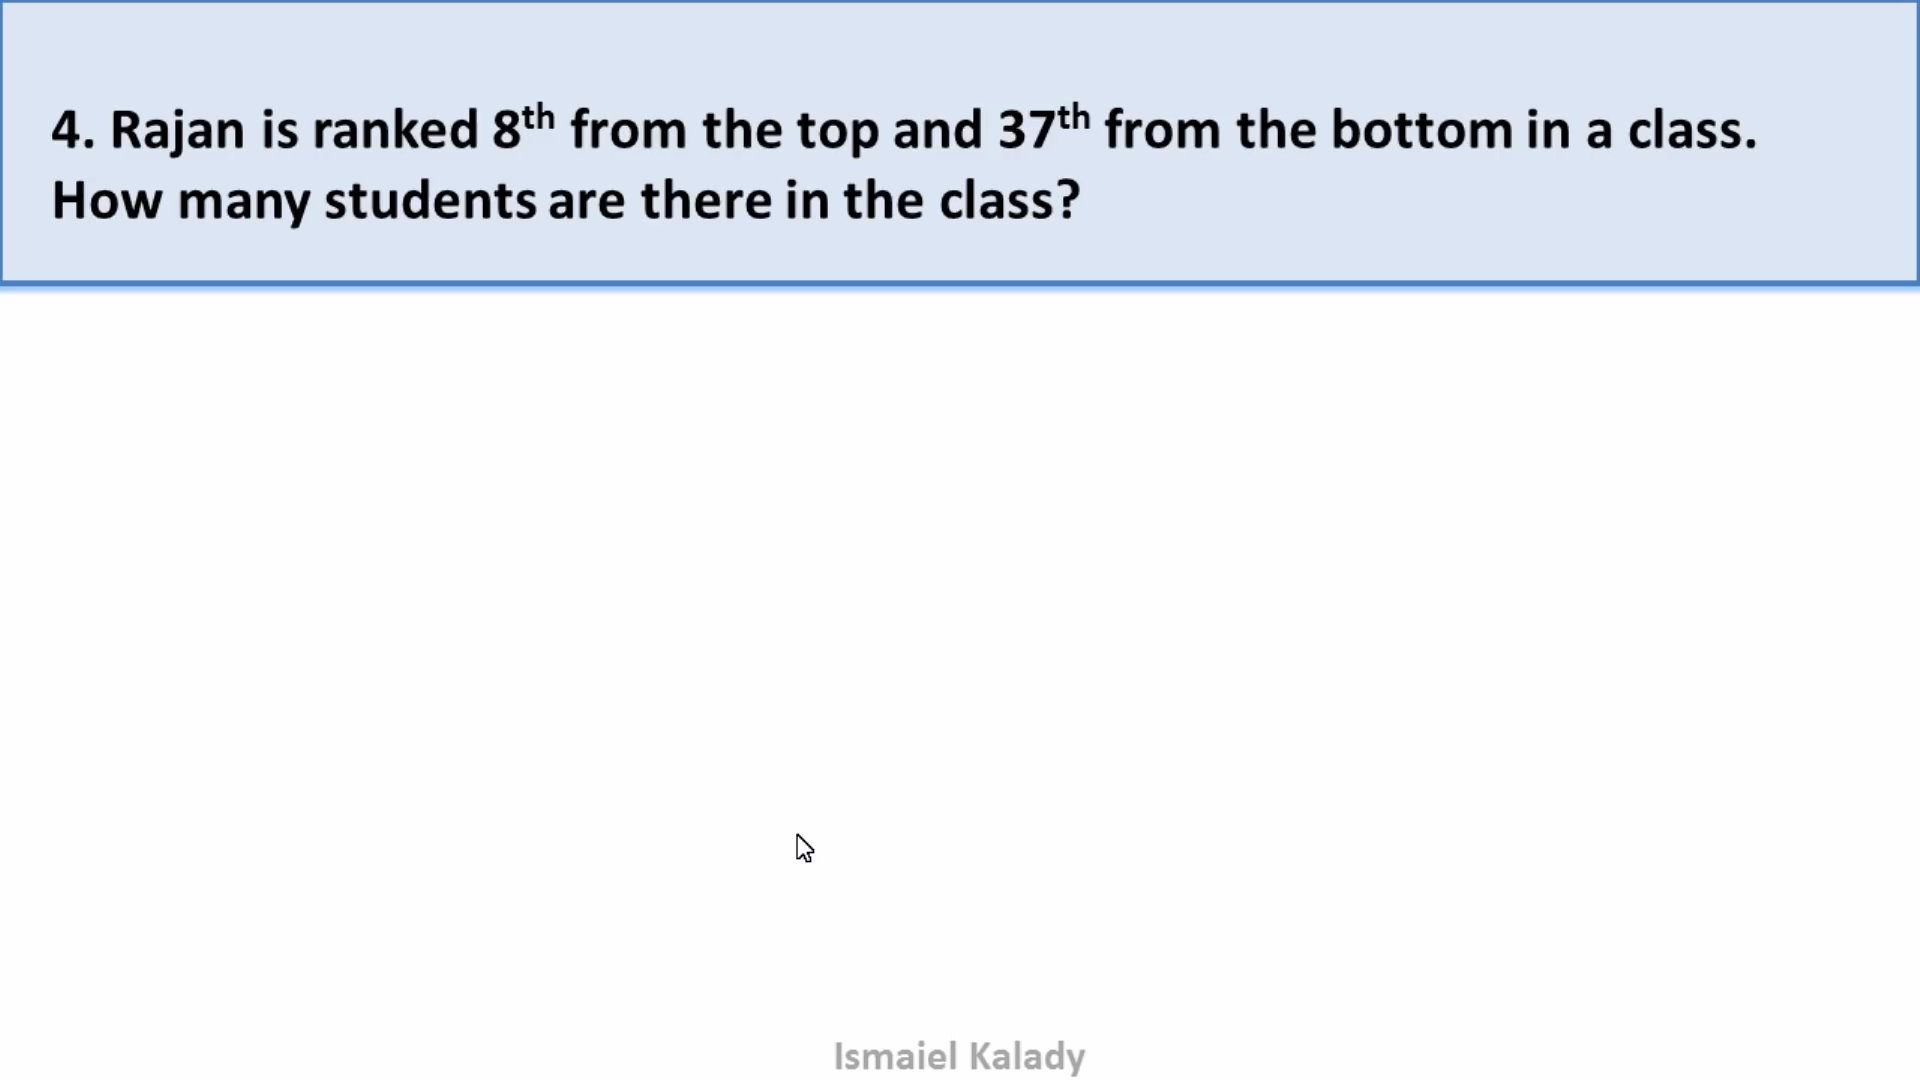 4. Rajan is ranked 8th from the top and 37th from the bottom in a class.
How many students are there in the class?
Ismaiel Kalady